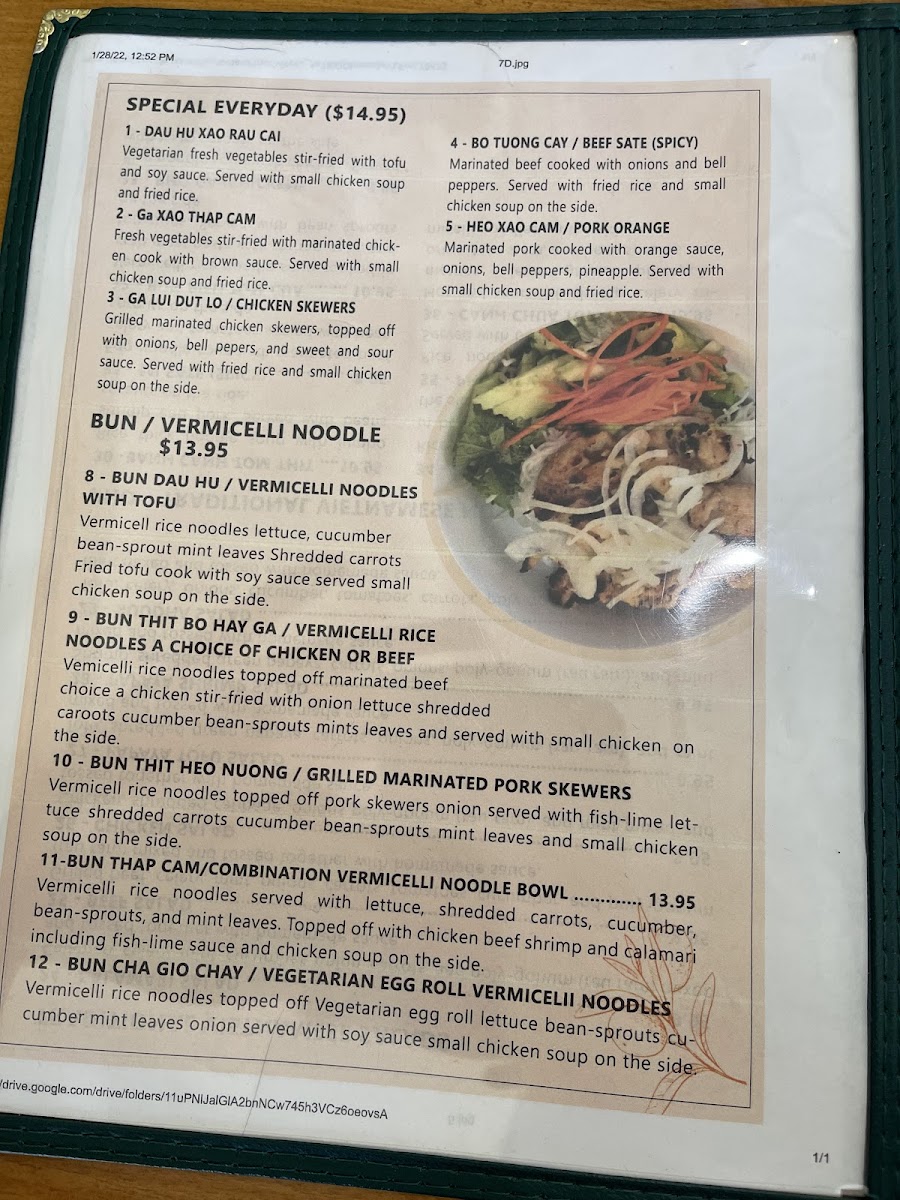 1/28/22, 12:52 PM
7D.jpg
SPECIAL EVERYDAY ($14.95)
1 - DAU HU XAO RAU CAI
Vegetarian fresh vegetables stir-fried with tofu
and soy sauce. Served with small chicken soup
and fried rice.
2 - Ga XAO THAP CAM
Fresh vegetables stir-fried with marinated chick-
en cook with brown sauce. Served with small
chicken soup and fried rice.
3 - GA LUI DUT LO / CHICKEN SKEWERS
Grilled marinated chicken skewers, topped off
with onions, bell pepers, and sweet and sour
sauce. Served with fried rice and small chicken
soup on the side.
4 - BO TUONG CAY / BEEF SATE (SPICY)
Marinated beef cooked with onions and bell
peppers. Served with fried rice and small
chicken soup on the side.
5 - HEO XAO CAM / PORK ORANGE
Marinated pork cooked with orange sauce,
onions, bell peppers, pineapple. Served with
small chicken soup and fried rice.
BUN / VERMICELLI NOODLE
$13.95
8 - BUN DAU HU / VERMICELLI NOODLES
WITH TOFU
Vermicell rice noodles lettuce, cucumber
bean-sprout mint leaves Shredded carrots
Fried tofu cook with soy sauce served small
chicken soup on the side.
9 - BUN THIT BO HAY GA / VERMICELLI RICE
NOODLES A CHOICE OF CHICKEN OR BEEF
Vemicelli rice noodles topped off marinated beef
choice a chicken stir-fried with onion lettuce shredded
caroots cucumber bean-sprouts mints leaves and served with small chicken on
the side.
10 - BUN THIT HEO NUONG / GRILLED MARINATED PORK SKEWERS
Vermicell rice noodles topped off pork skewers onion served with fish-lime let-
tuce shredded carrots cucumber bean-sprouts mint leaves and small chicken
soup on the side.
11-BUN THAP CAM/COMBINATION VERMICELLI NOODLE BOWL ............. 13.95
Vermicelli rice noodles served with lettuce, shredded carrots, cucumber,
bean-sprouts, and mint leaves. Topped off with chicken beef shrimp and calamari
including fish-lime sauce and chicken soup on the side.
12 - BUN CHA GIO CHAY / VEGETARIAN EGG ROLL VERMICELII NOODLES
Vermicelli rice noodles topped off Vegetarian egg roll lettuce bean-sprouts cu-
cumber mint leaves onion served with soy sauce small chicken soup on the side.
/drive.google.com/drive/folders/11uPNlJalGlA2bnNCw745h3VCz6oeovsA
1/1